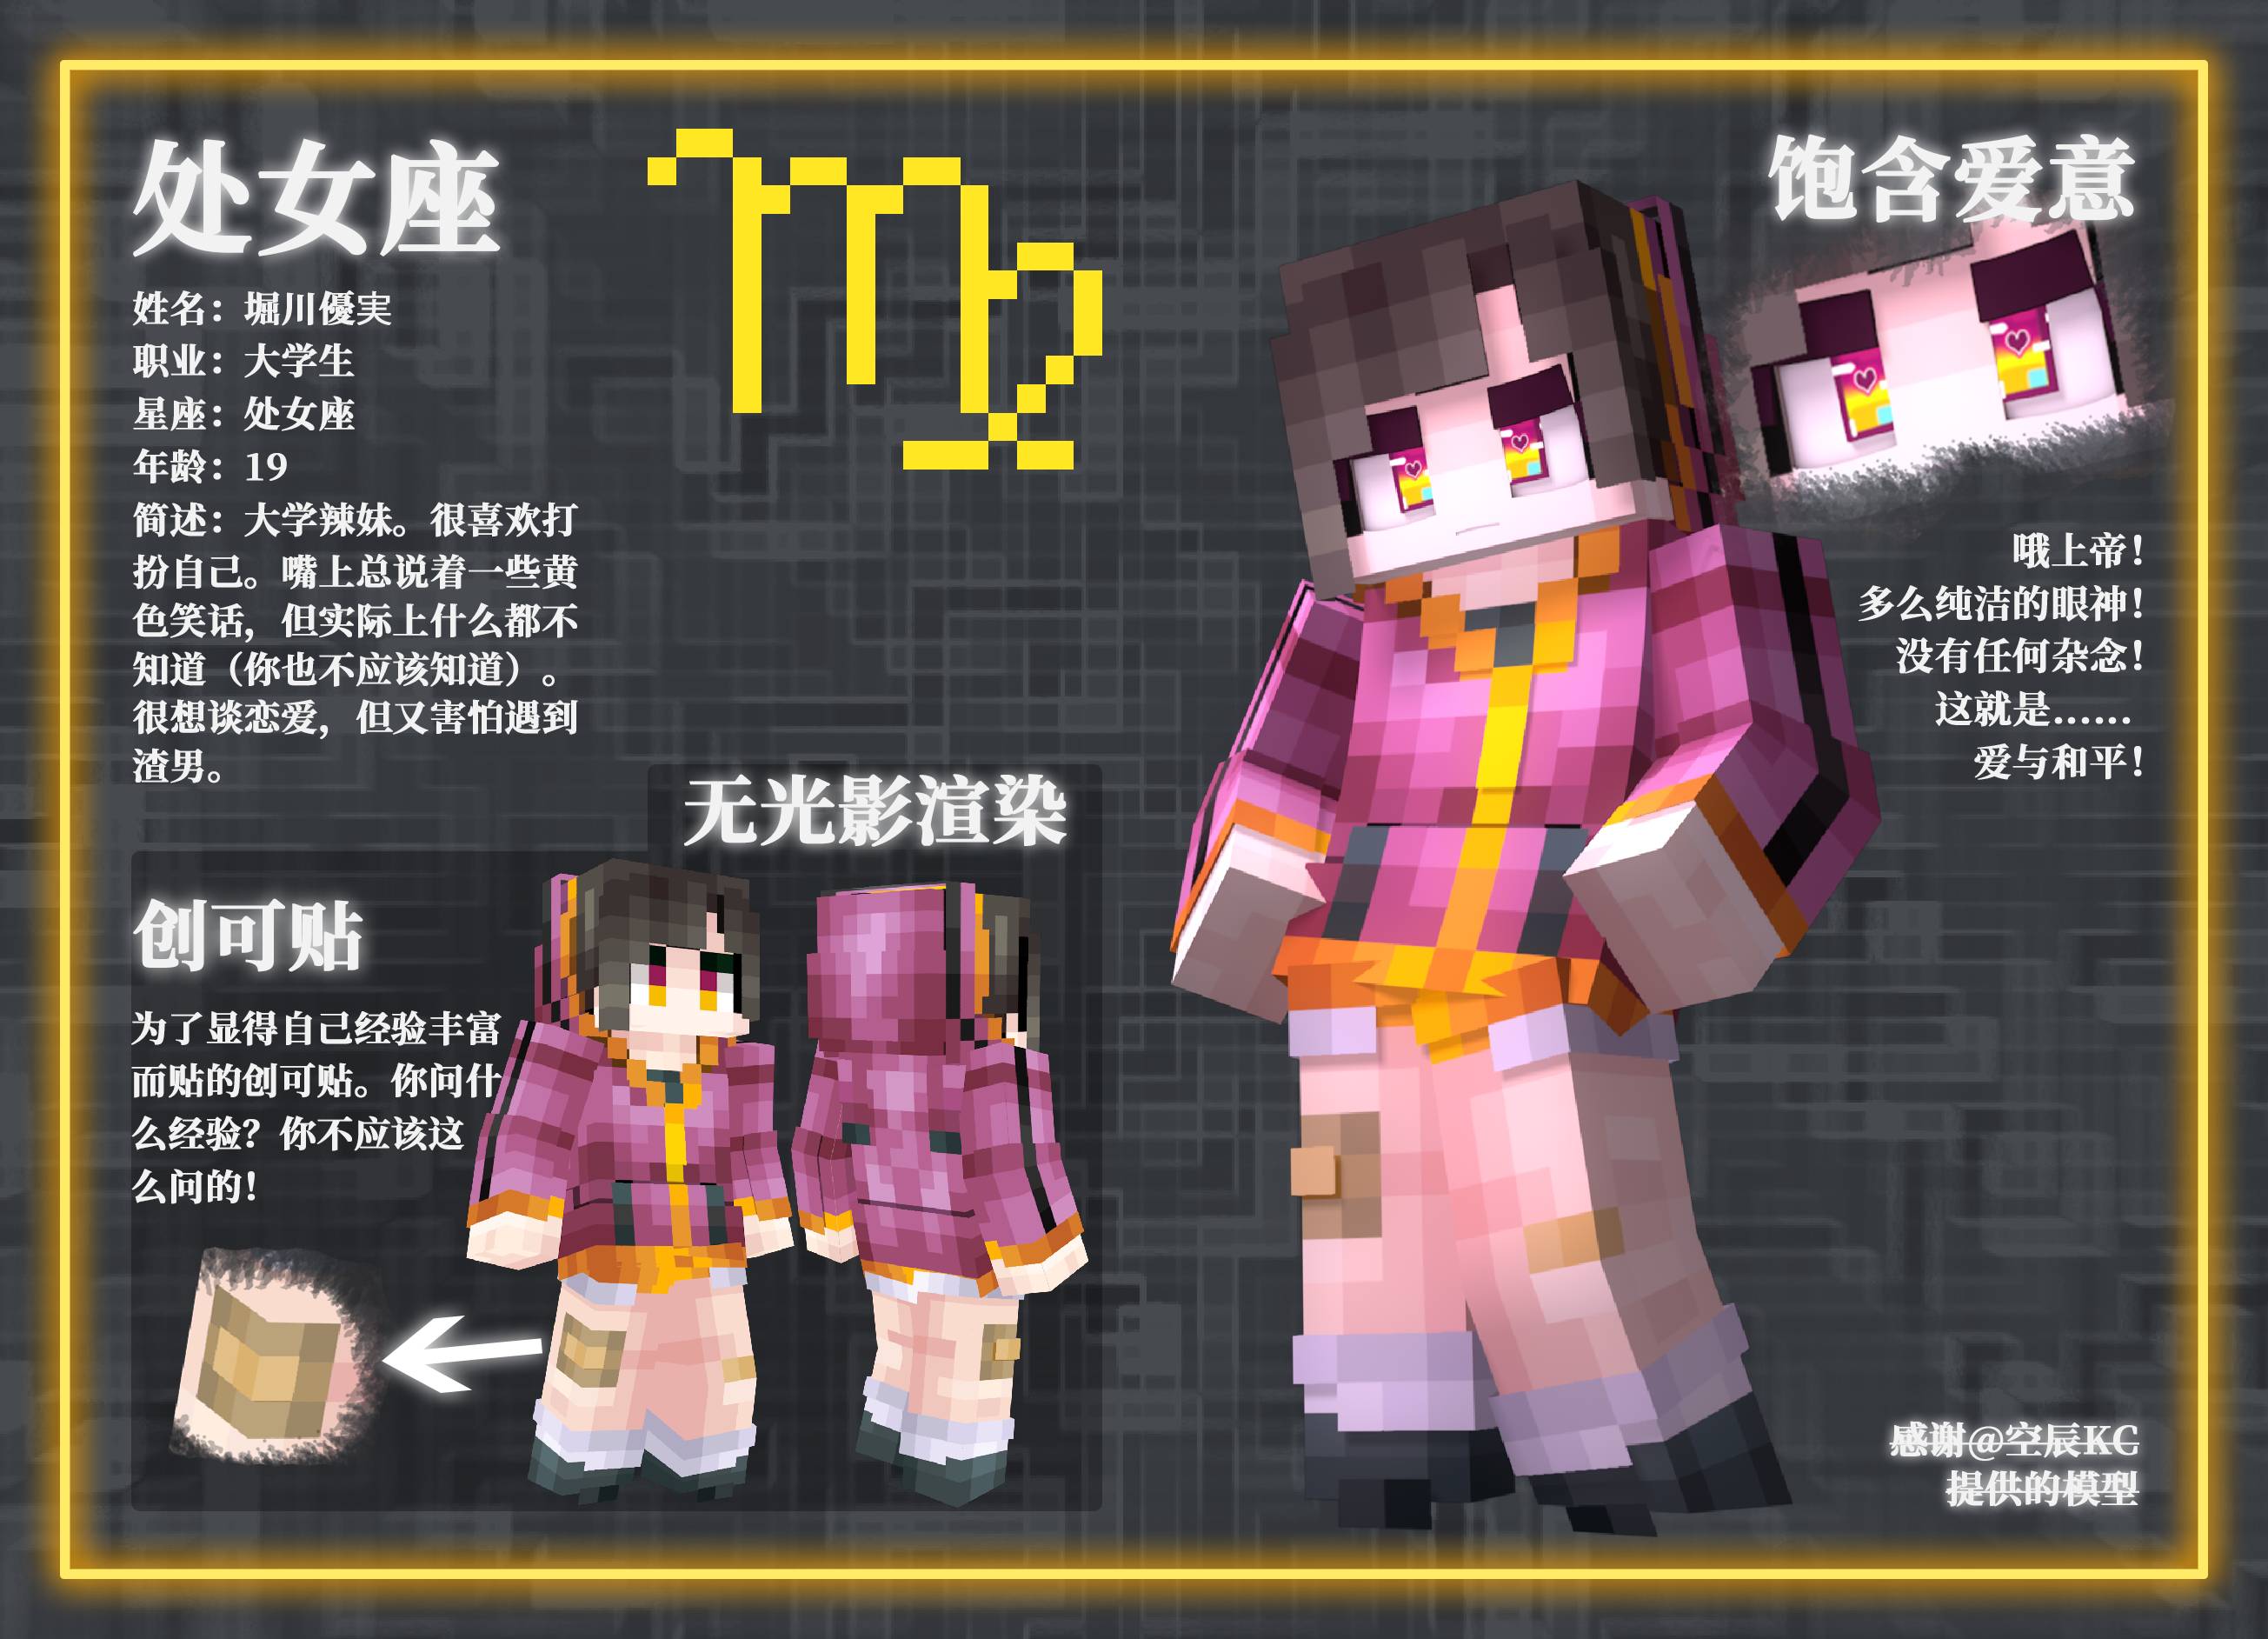 处女座
姓名：堀川優実
职业：大学生
星座：处女座
年龄：19
简述：大学辣妹。很喜欢打
扮自己。嘴上总说着一些黄
色笑话，但实际上什么都不
知道（你也不应该知道）。
很想谈恋爱，但又害怕遇到
渣男。
无光影渲染
创可贴
为了显得自己经验丰富
而贴的创可贴。你问什
么经验？你不应该这
么问的！
饱含爱意
哦上帝！
多么纯洁的眼神！
没有任何杂念！
这就是……
爱与和平！
感谢@空辰KC
提供的模型